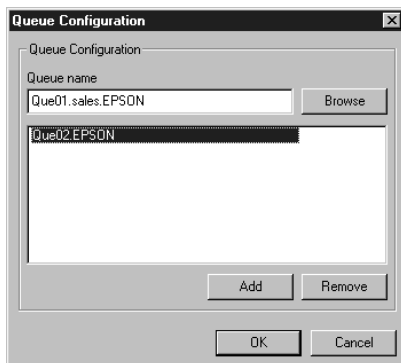 Queue Configuration
Queue Configuration
Queue name
Que01.sales.EPSON
Browse
Que02.EPSON
Add
Remove
OK
Cancel